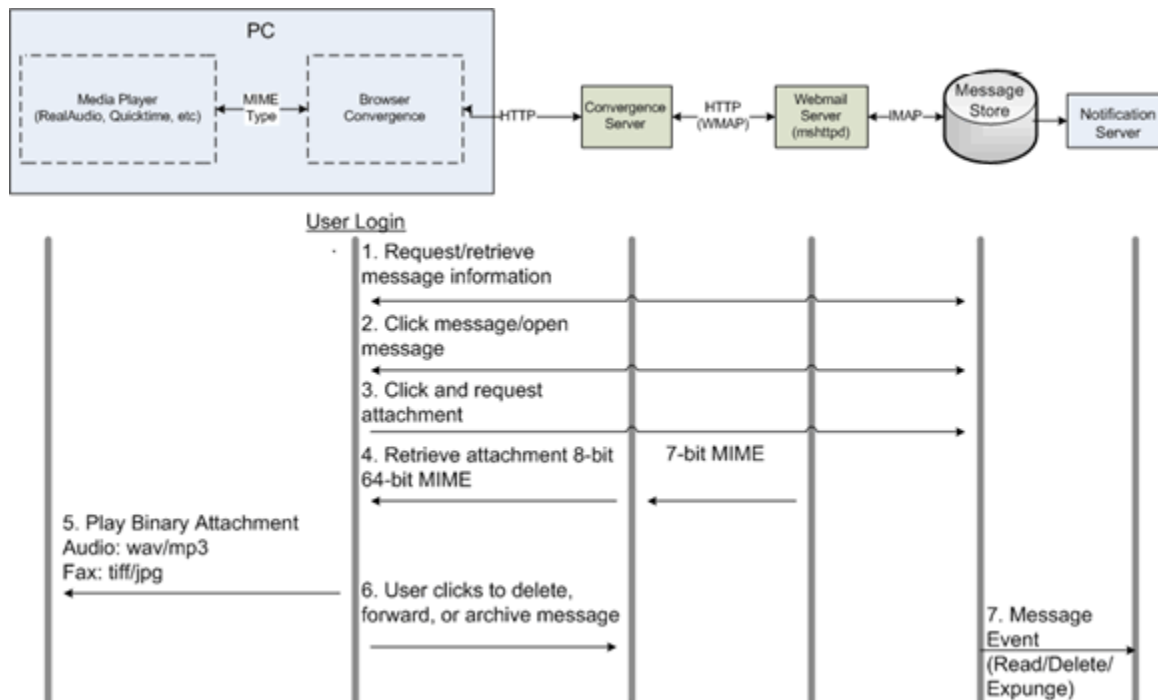 PC
Media Player
(RealAudio, Quicktime, etc)
MIME
Type
Browser
Convergence
HTTP
Convergence
Server
HTTP
(WMAP)
Webmail
Server
(mshttpd)
IMAP
Message
Store
Notification
Server
User Login
1. Request/retrieve
message information
2. Click message/open
message
3. Click and request
attachment
4. Retrieve attachment 8-bit
64-bit MIME
7-bit MIME
5. Play Binary Attachment
Audio: wav/mp3
Fax: tiff/jpg
6. User clicks to delete,
forward, or archive message
7. Message
Event
(Read/Delete/
Expunge)